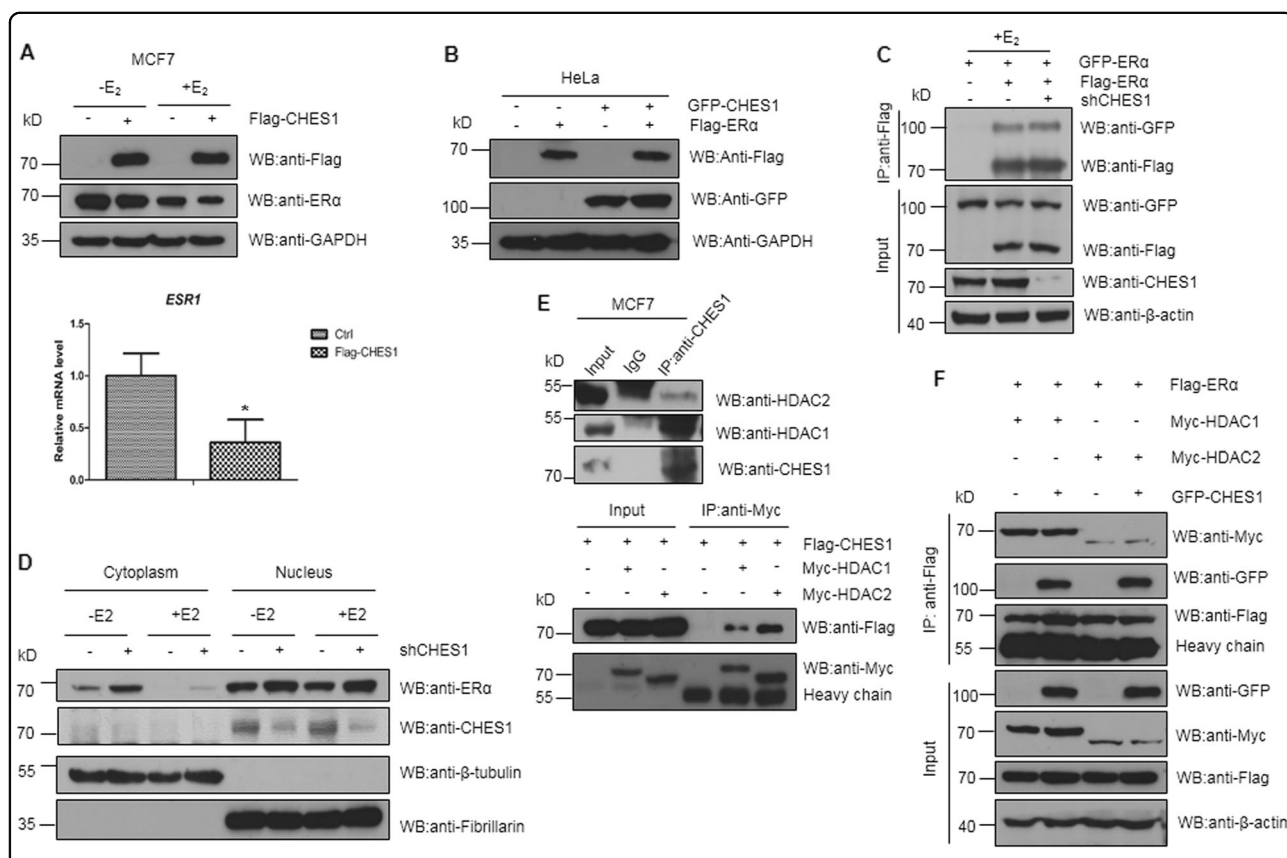 A
MCF7
-E2 +E2
kD - + - + Flag-CHES1
70 WB:anti-Flag
70 WB:anti-ERα
35 WB:anti-GAPDH
ESR1
Relative mRNA level
1.5
1.0
0.5
0.0
*
Ctrl
Flag-CHES1
B
HeLa
- - + + GFP-CHES1
kD - + - + Flag-ERα
70 WB:Anti-Flag
100 WB:Anti-GFP
35 WB:Anti-GAPDH
C
+E2
+ + + GFP-ERα
+ + Flag-ERα
kD + shCHES1
IP:anti-Flag
100 WB:anti-GFP
70 WB:anti-Flag
Input
100 WB:anti-GFP
70 WB:anti-Flag
70 WB:anti-CHES1
40 WB:anti-β-actin
D
Cytoplasm Nucleus
-E2 +E2 -E2 +E2
kD - + - + - + - + shCHES1
70 WB:anti-ERα
70 WB:anti-CHES1
55 WB:anti-β-tubulin
35 WB:anti-Fibrillarin
E
MCF7
kD Input IgG IP:anti-CHES1
55 WB:anti-HDAC2
55 WB:anti-HDAC1
70 WB:anti-CHES1
Input IP:anti-Myc
+ + + + + + Flag-CHES1
+ + Myc-HDAC1
kD + + Myc-HDAC2
70 WB:anti-Flag
70 WB:anti-Myc
55 Heavy chain
F
+ + + + Flag-ERα
+ + - - Myc-HDAC1
- - + + Myc-HDAC2
kD - + - + GFP-CHES1
IP: anti-Flag
70 WB:anti-Myc
100 WB:anti-GFP
70 WB:anti-Flag
55 Heavy chain
Input
100 WB:anti-GFP
70 WB:anti-Myc
70 WB:anti-Flag
40 WB:anti-β-actin